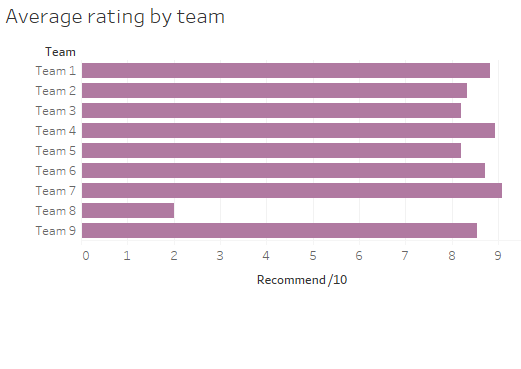 Average rating by team
Team
Team 1
Team 2
Team 3
Team 4
Team 5
Team 6
Team 7
Team 8
Team 9
0 1 2 3 4 5 6 7 8 9
Recommend /10